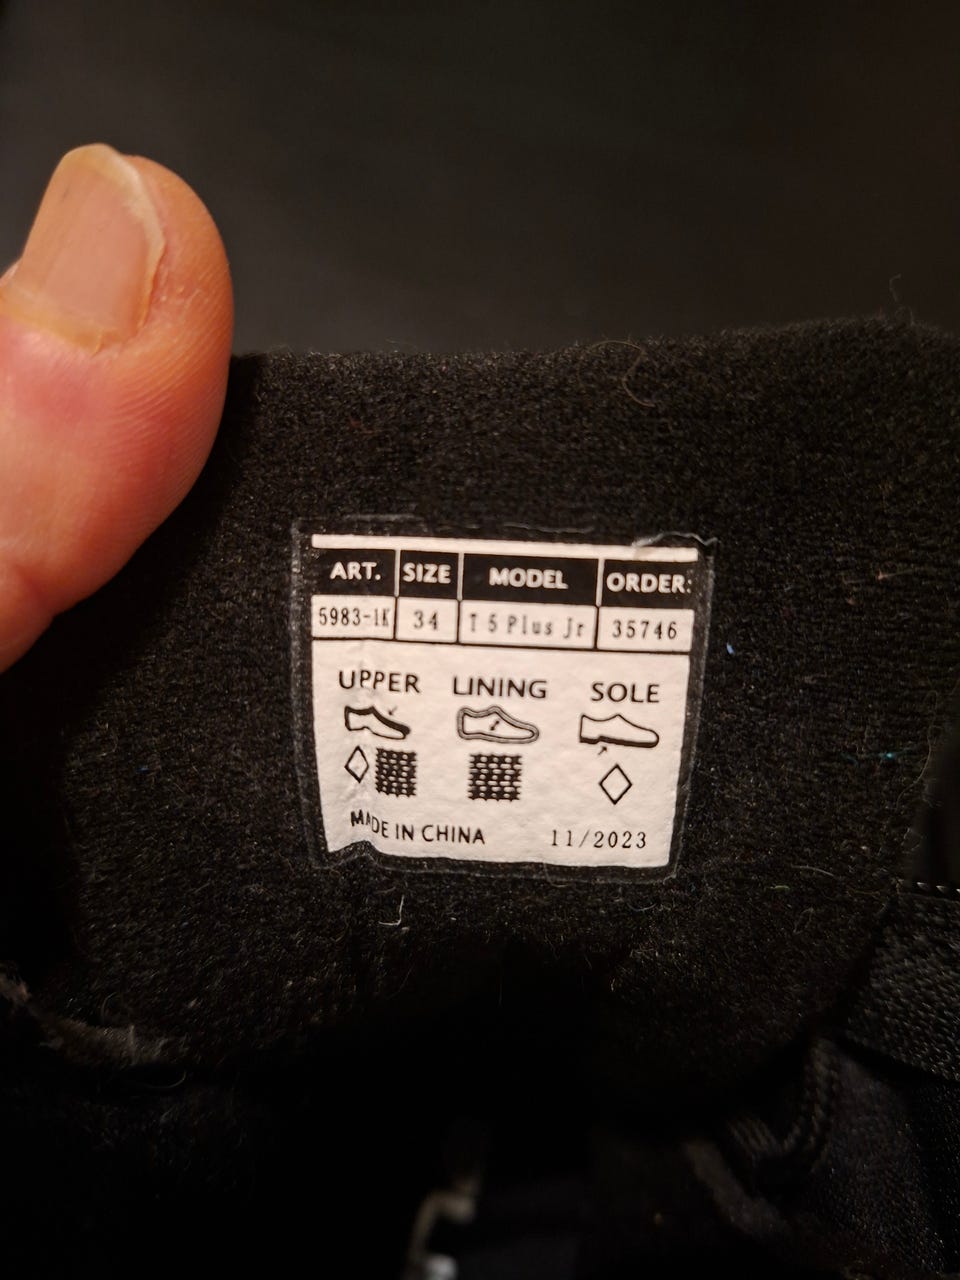 ART. SIZE MODEL ORDER:
5983-1K 34 T 5 Plus Jr 35746
UPPER LINING SOLE
MADE IN CHINA 11/2023